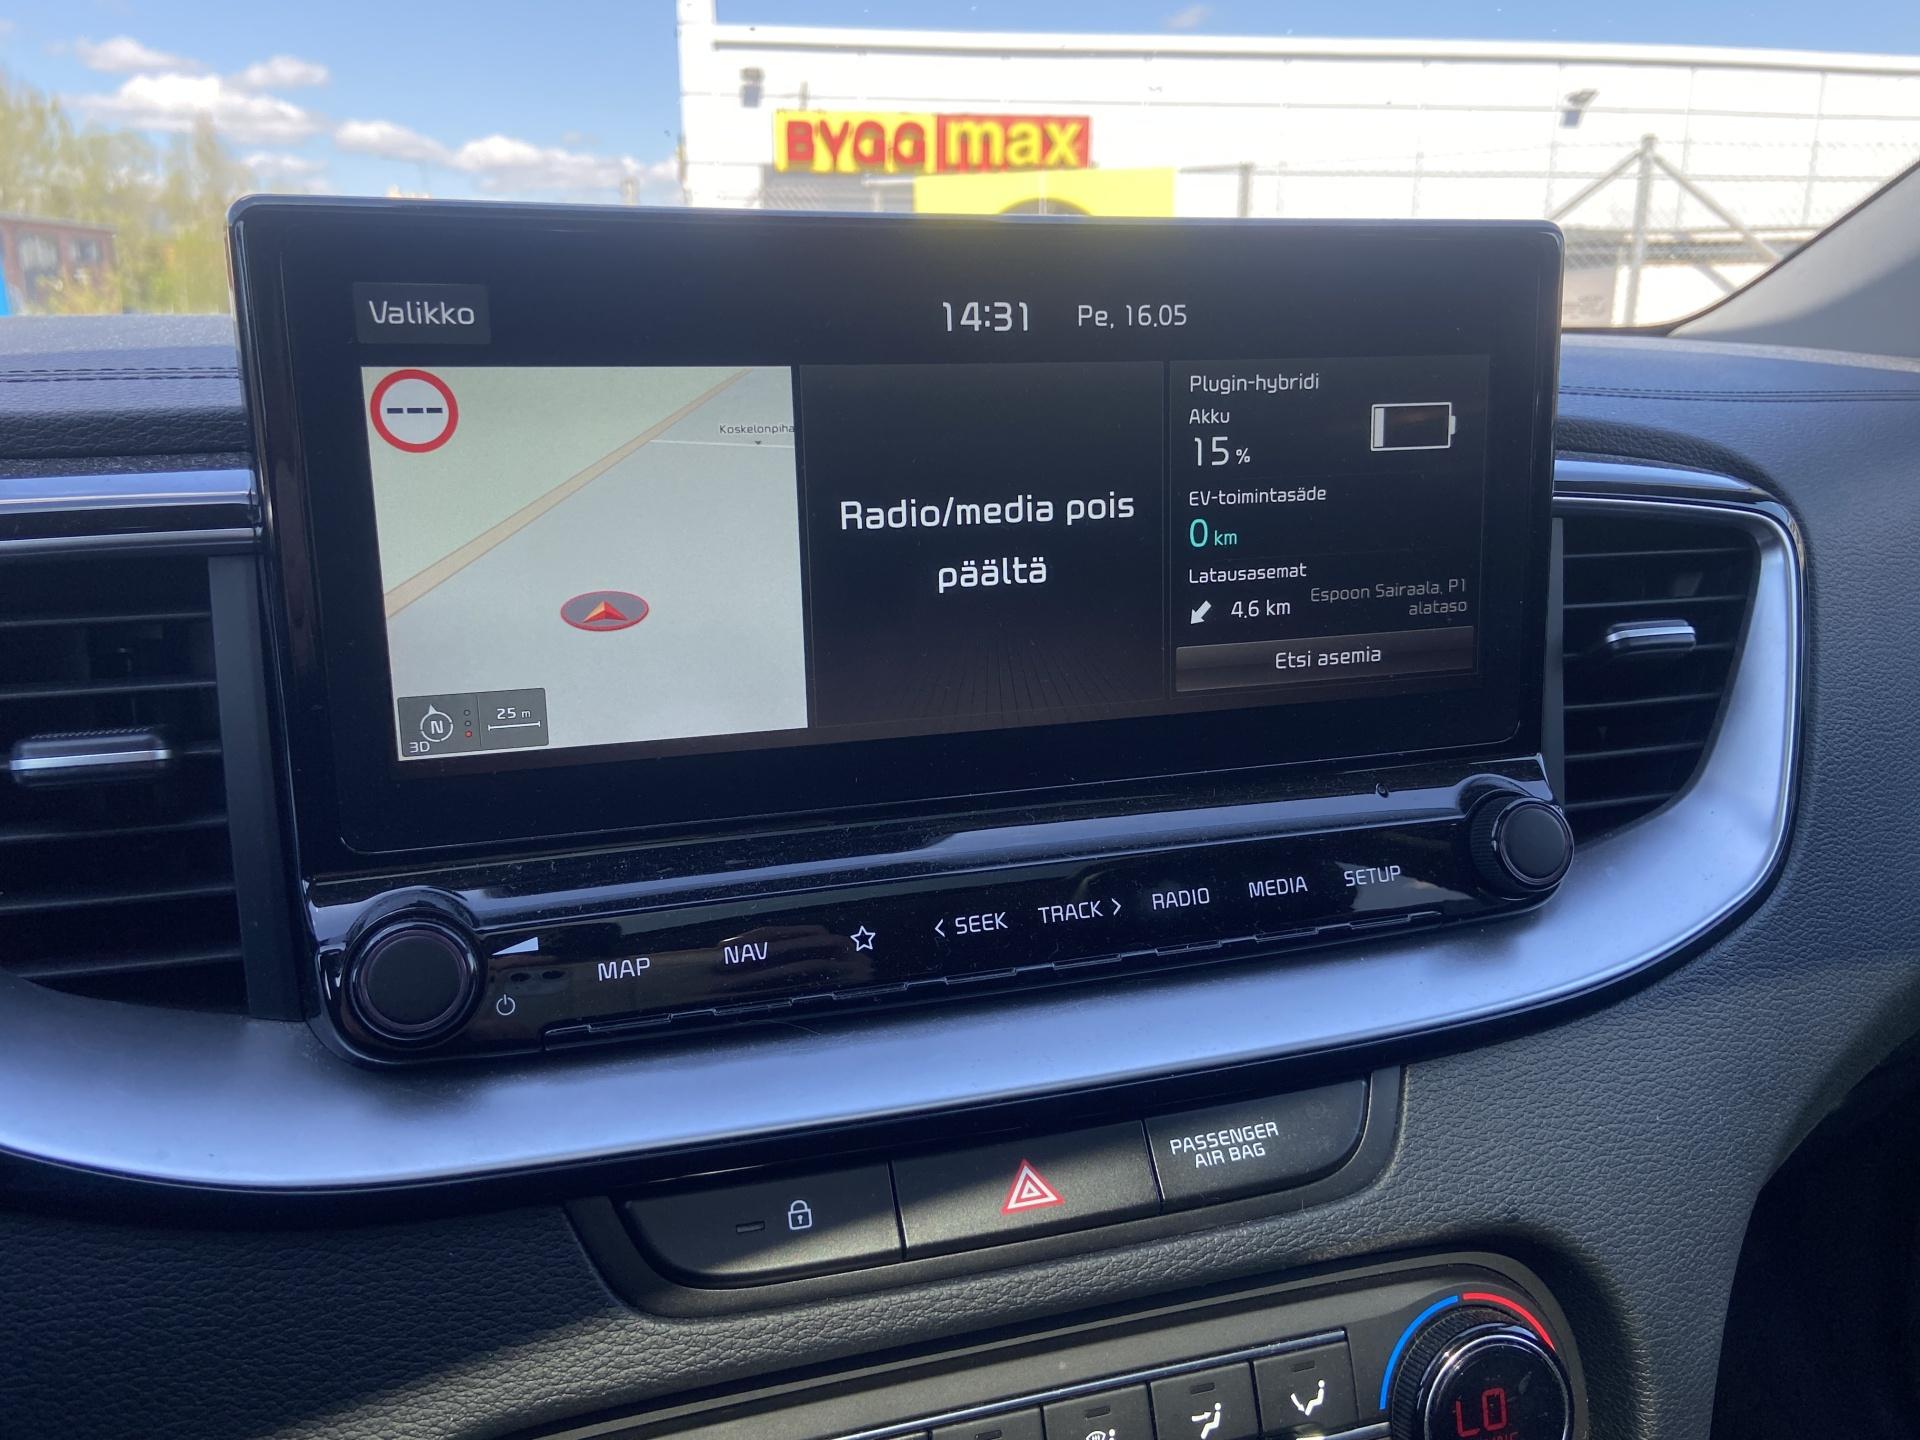 BYGG max
Valikko
14:31
Pe, 16.05
---
Koskelonpiha
N
3D
25 m
Radio/media pois
päältä
Plugin-hybridi
Akku
15 %
EV-toimintasäde
0 km
Latausasemat
4.6 km
Espoon Sairaala, P1
alataso
Etsi asemia
MAP
NAV
< SEEK
TRACK >
RADIO
MEDIA
SETUP
PASSENGER
AIR BAG
LO